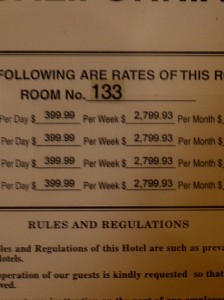 FOLLOWING ARE RATES OF THIS R
ROOM No. 133
Per Day $ 399.99 Per Week $ 2,799.93 Per Month $
Per Day $ 399.99 Per Week $ 2,799.93 Per Month $
Per Day $ 399.99 Per Week $ 2,799.93 Per Month $
Per Day $ 399.99 Per Week $ 2,799.93 Per Month $
RULES AND REGULATIONS
les and Regulations of this Hotel are such as preva
otels.
operation of our guests is kindly requested so that
ved.